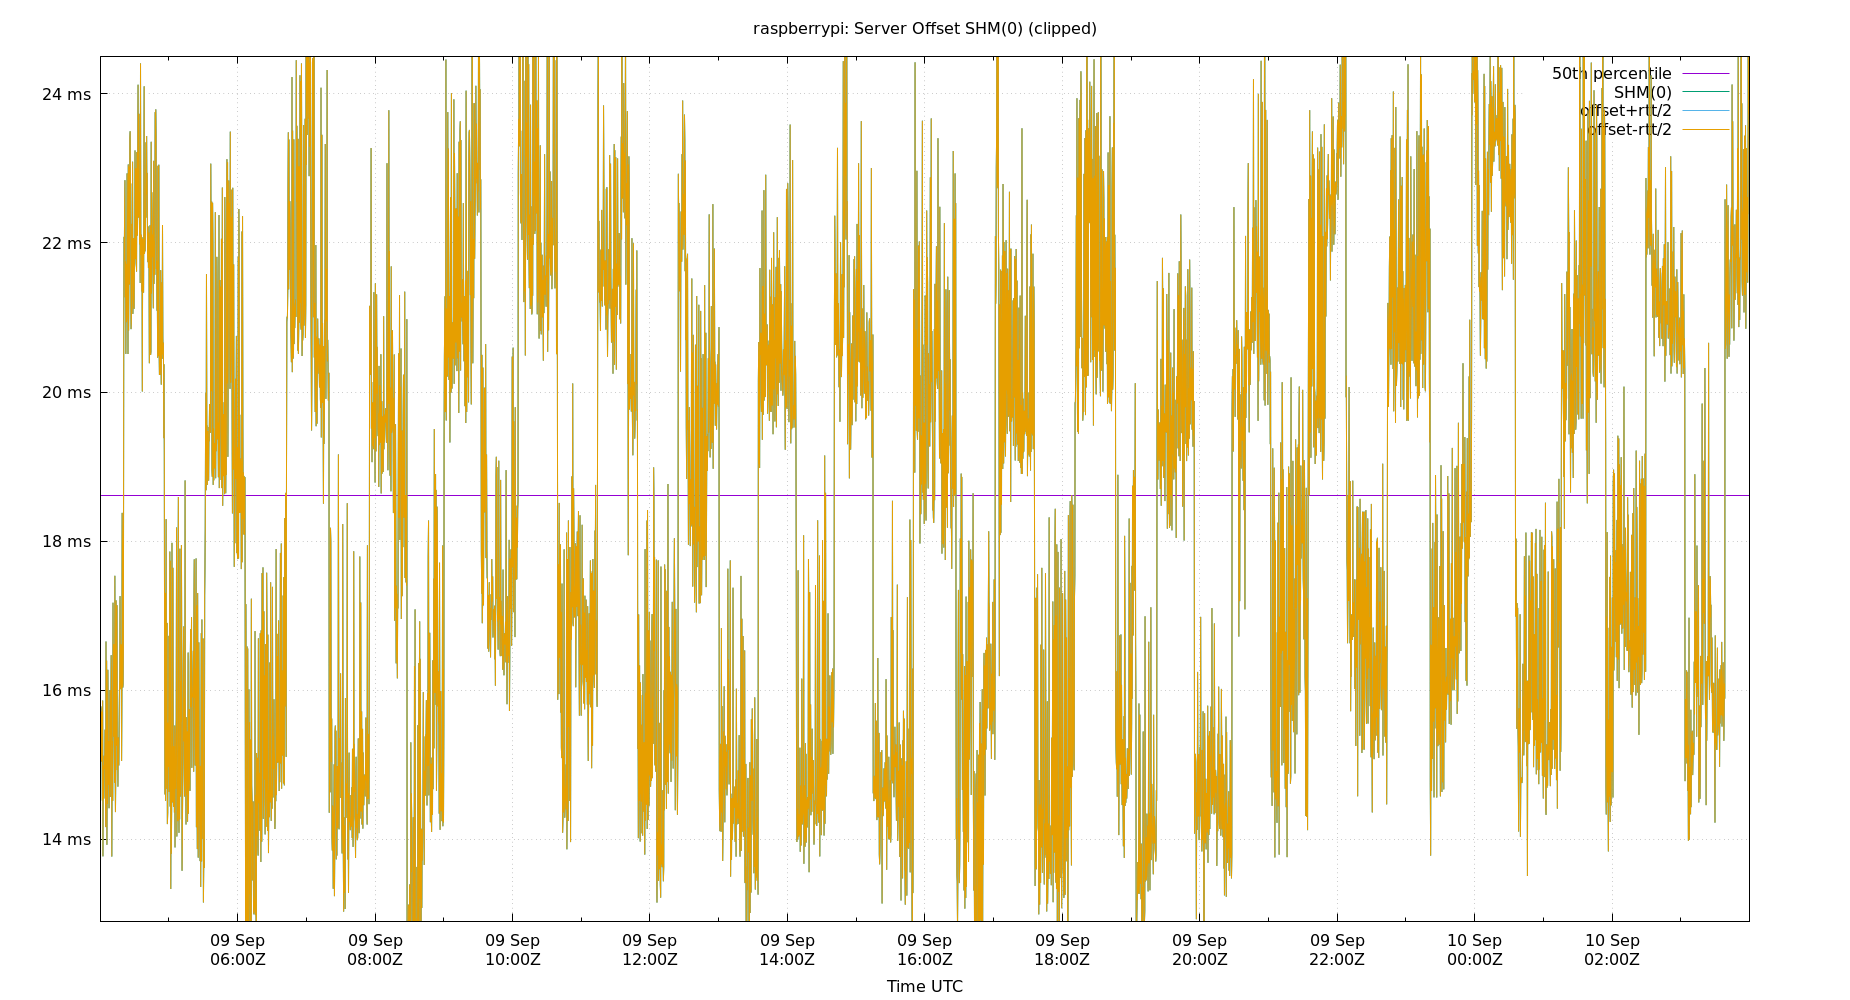 raspberrypi: Server Offset SHM(0) (clipped)
50th percentile
SHM(0)
offset+rtt/2
offset-rtt/2
24 ms
22 ms
20 ms
18 ms
16 ms
14 ms
09 Sep 09 Sep 09 Sep 09 Sep 09 Sep 09 Sep 09 Sep 09 Sep 09 Sep 10 Sep 10 Sep
06:00Z 08:00Z 10:00Z 12:00Z 14:00Z 16:00Z 18:00Z 20:00Z 22:00Z 00:00Z 02:00Z
Time UTC